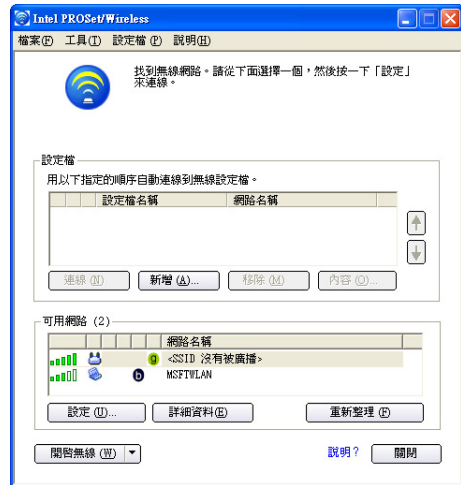 Intel PROSet/Wireless
檔案(F) 工具(T) 設定檔(P) 說明(H)
找到無線網路。請從下面選擇一個，然後按一下「設定」
來連線。
設定檔
用以下指定的順序自動連線到無線設定檔。
設定檔名稱 網路名稱
連線(N) 新增(A)... 移除(M) 內容(O)...
可用網路 (2)
網路名稱
g <SSID 沒有被廣播>
b MSFTWLAN
設定(U)... 詳細資料(E) 重新整理(F)
開啟無線(W) 說明? 關閉